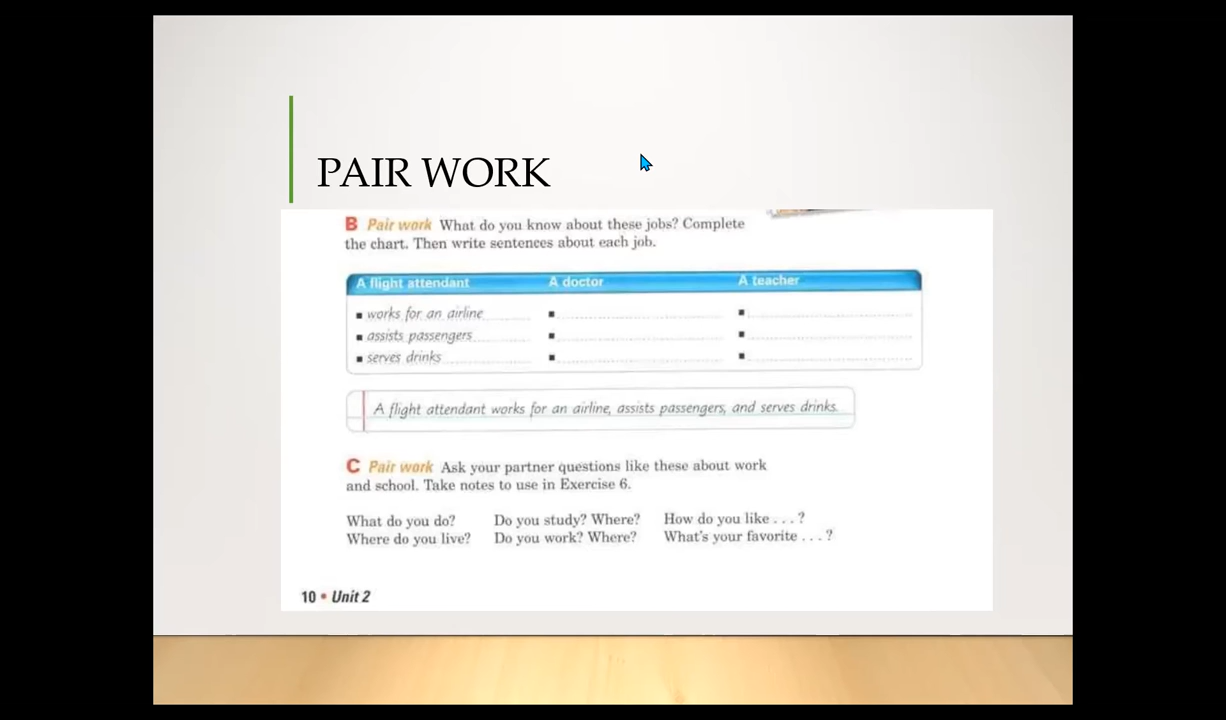 PAIR WORK
B Pair work What do you know about these jobs? Complete
the chart. Then write sentences about each job.
A flight attendant A doctor A teacher
works for an airline
assists passengers
serves drinks
A flight attendant works for an airline, assists passengers, and serves drinks.
C Pair work Ask your partner questions like these about work
and school. Take notes to use in Exercise 6.
What do you do? Do you study? Where? How do you like . . . ?
Where do you live? Do you work? Where? What's your favorite . . . ?
10 • Unit 2